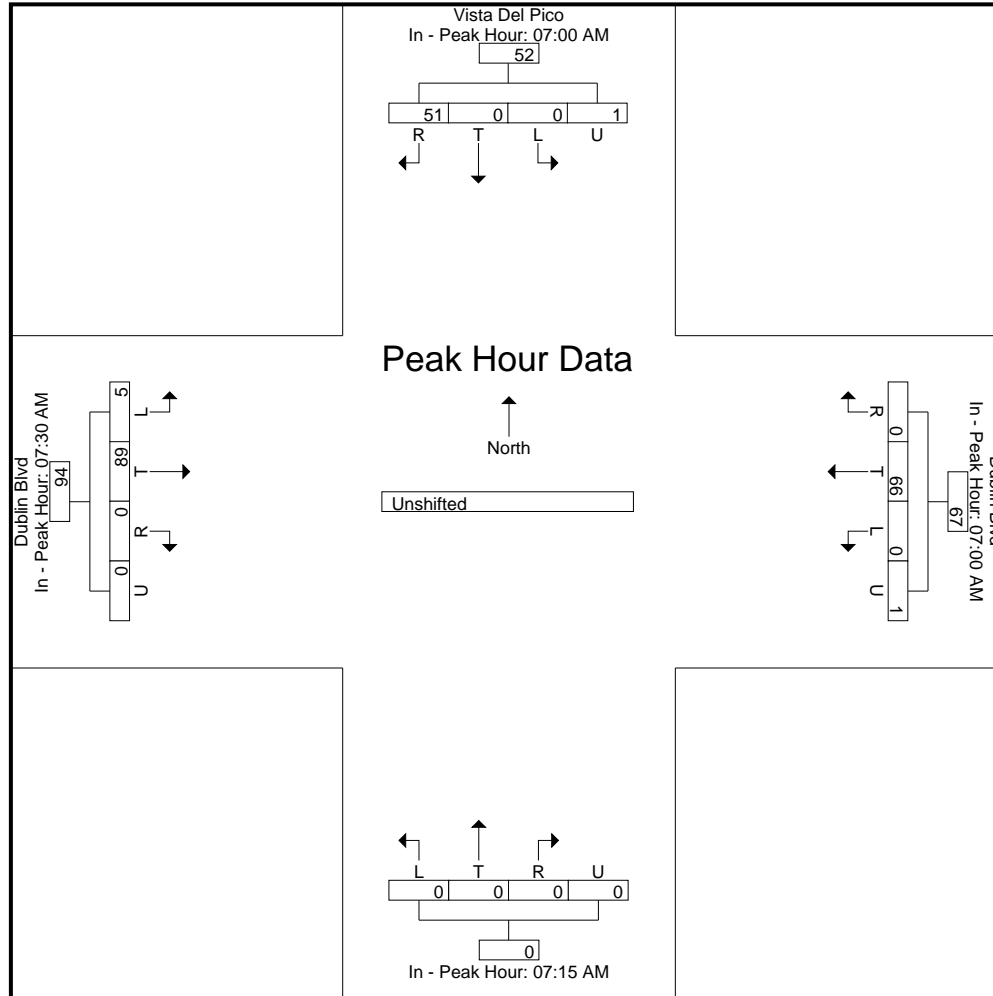 Vista Del Pico
In - Peak Hour: 07:00 AM
52
51 0 0 1
R T L U
Peak Hour Data
North
Unshifted
Dublin Blvd
In - Peak Hour: 07:30 AM
94
5 89 0 0
L T R U
Dublin Blvd
In - Peak Hour: 07:00 AM
67
0 66 0 1
R T L U
L T R U
0 0 0 0
0
In - Peak Hour: 07:15 AM